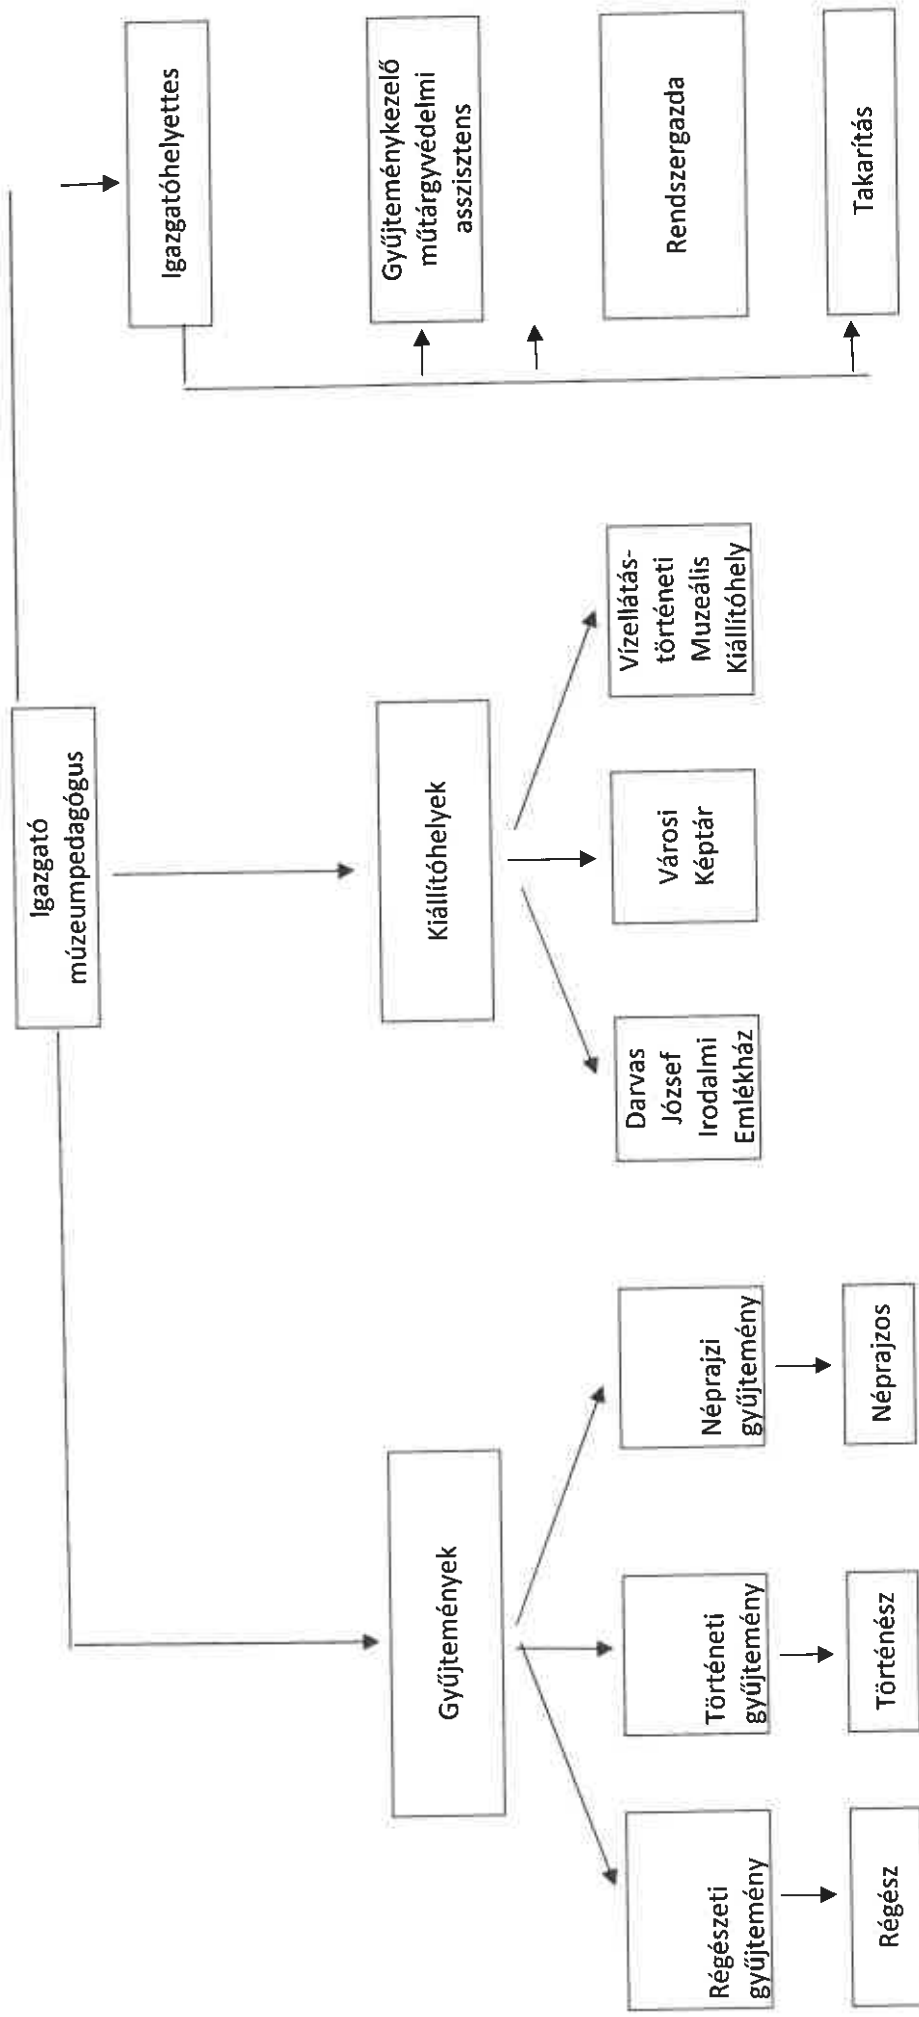 Igazgató
múzeumpedagógus
Igazgatóhelyettes
Gyűjtemények
Kiállítóhelyek
Gyűjteménykezelő
műtárgyvédelmi
asszisztens
Régészeti
gyűjtemény
Történeti
gyűjtemény
Néprajzi
gyűjtemény
Darvas
József
Irodalmi
Emlékház
Városi
Képtár
Vízellátás-
történeti
Muzeális
Kiállítóhely
Rendszergazda
Régész
Történész
Néprajzos
Takarítás